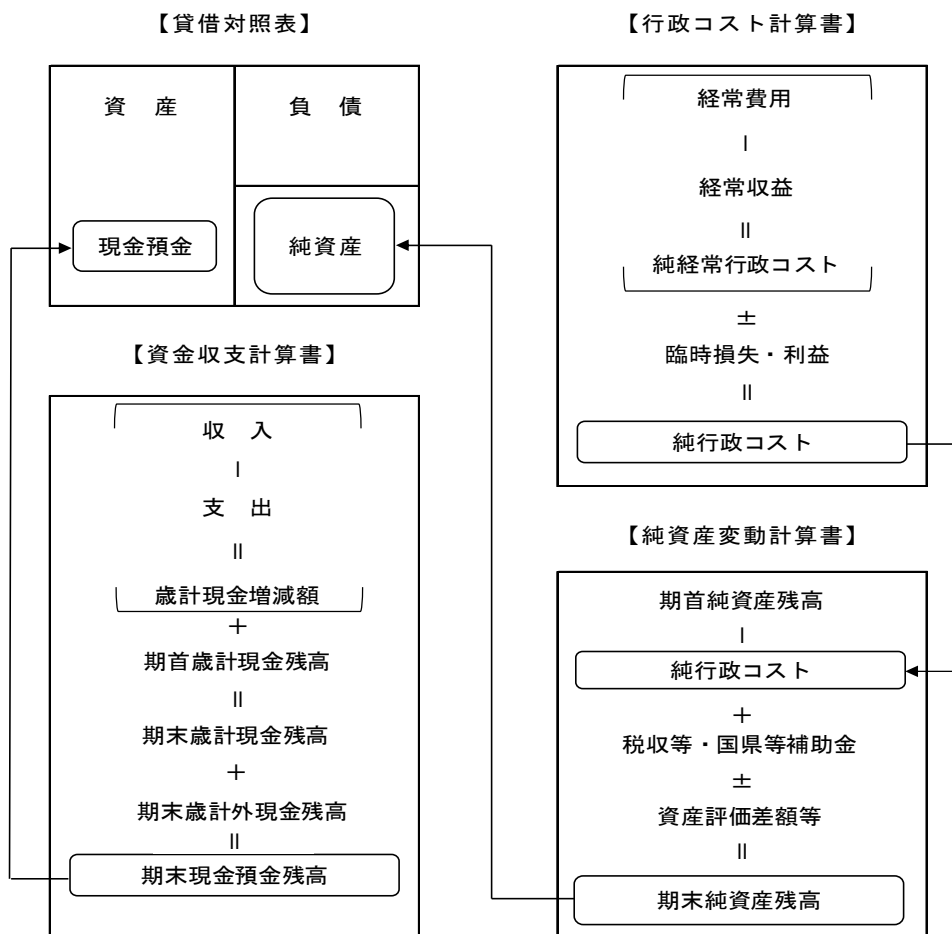 【貸借対照表】
資 産
負 債
現金預金
純資産
【資金収支計算書】
収 入
－
支 出
＝
歳計現金増減額
＋
期首歳計現金残高
＝
期末歳計現金残高
＋
期末歳計外現金残高
＝
期末現金預金残高
【行政コスト計算書】
経常費用
－
経常収益
＝
純経常行政コスト
±
臨時損失・利益
＝
純行政コスト
【純資産変動計算書】
期首純資産残高
－
純行政コスト
＋
税収等・国県等補助金
±
資産評価差額等
＝
期末純資産残高